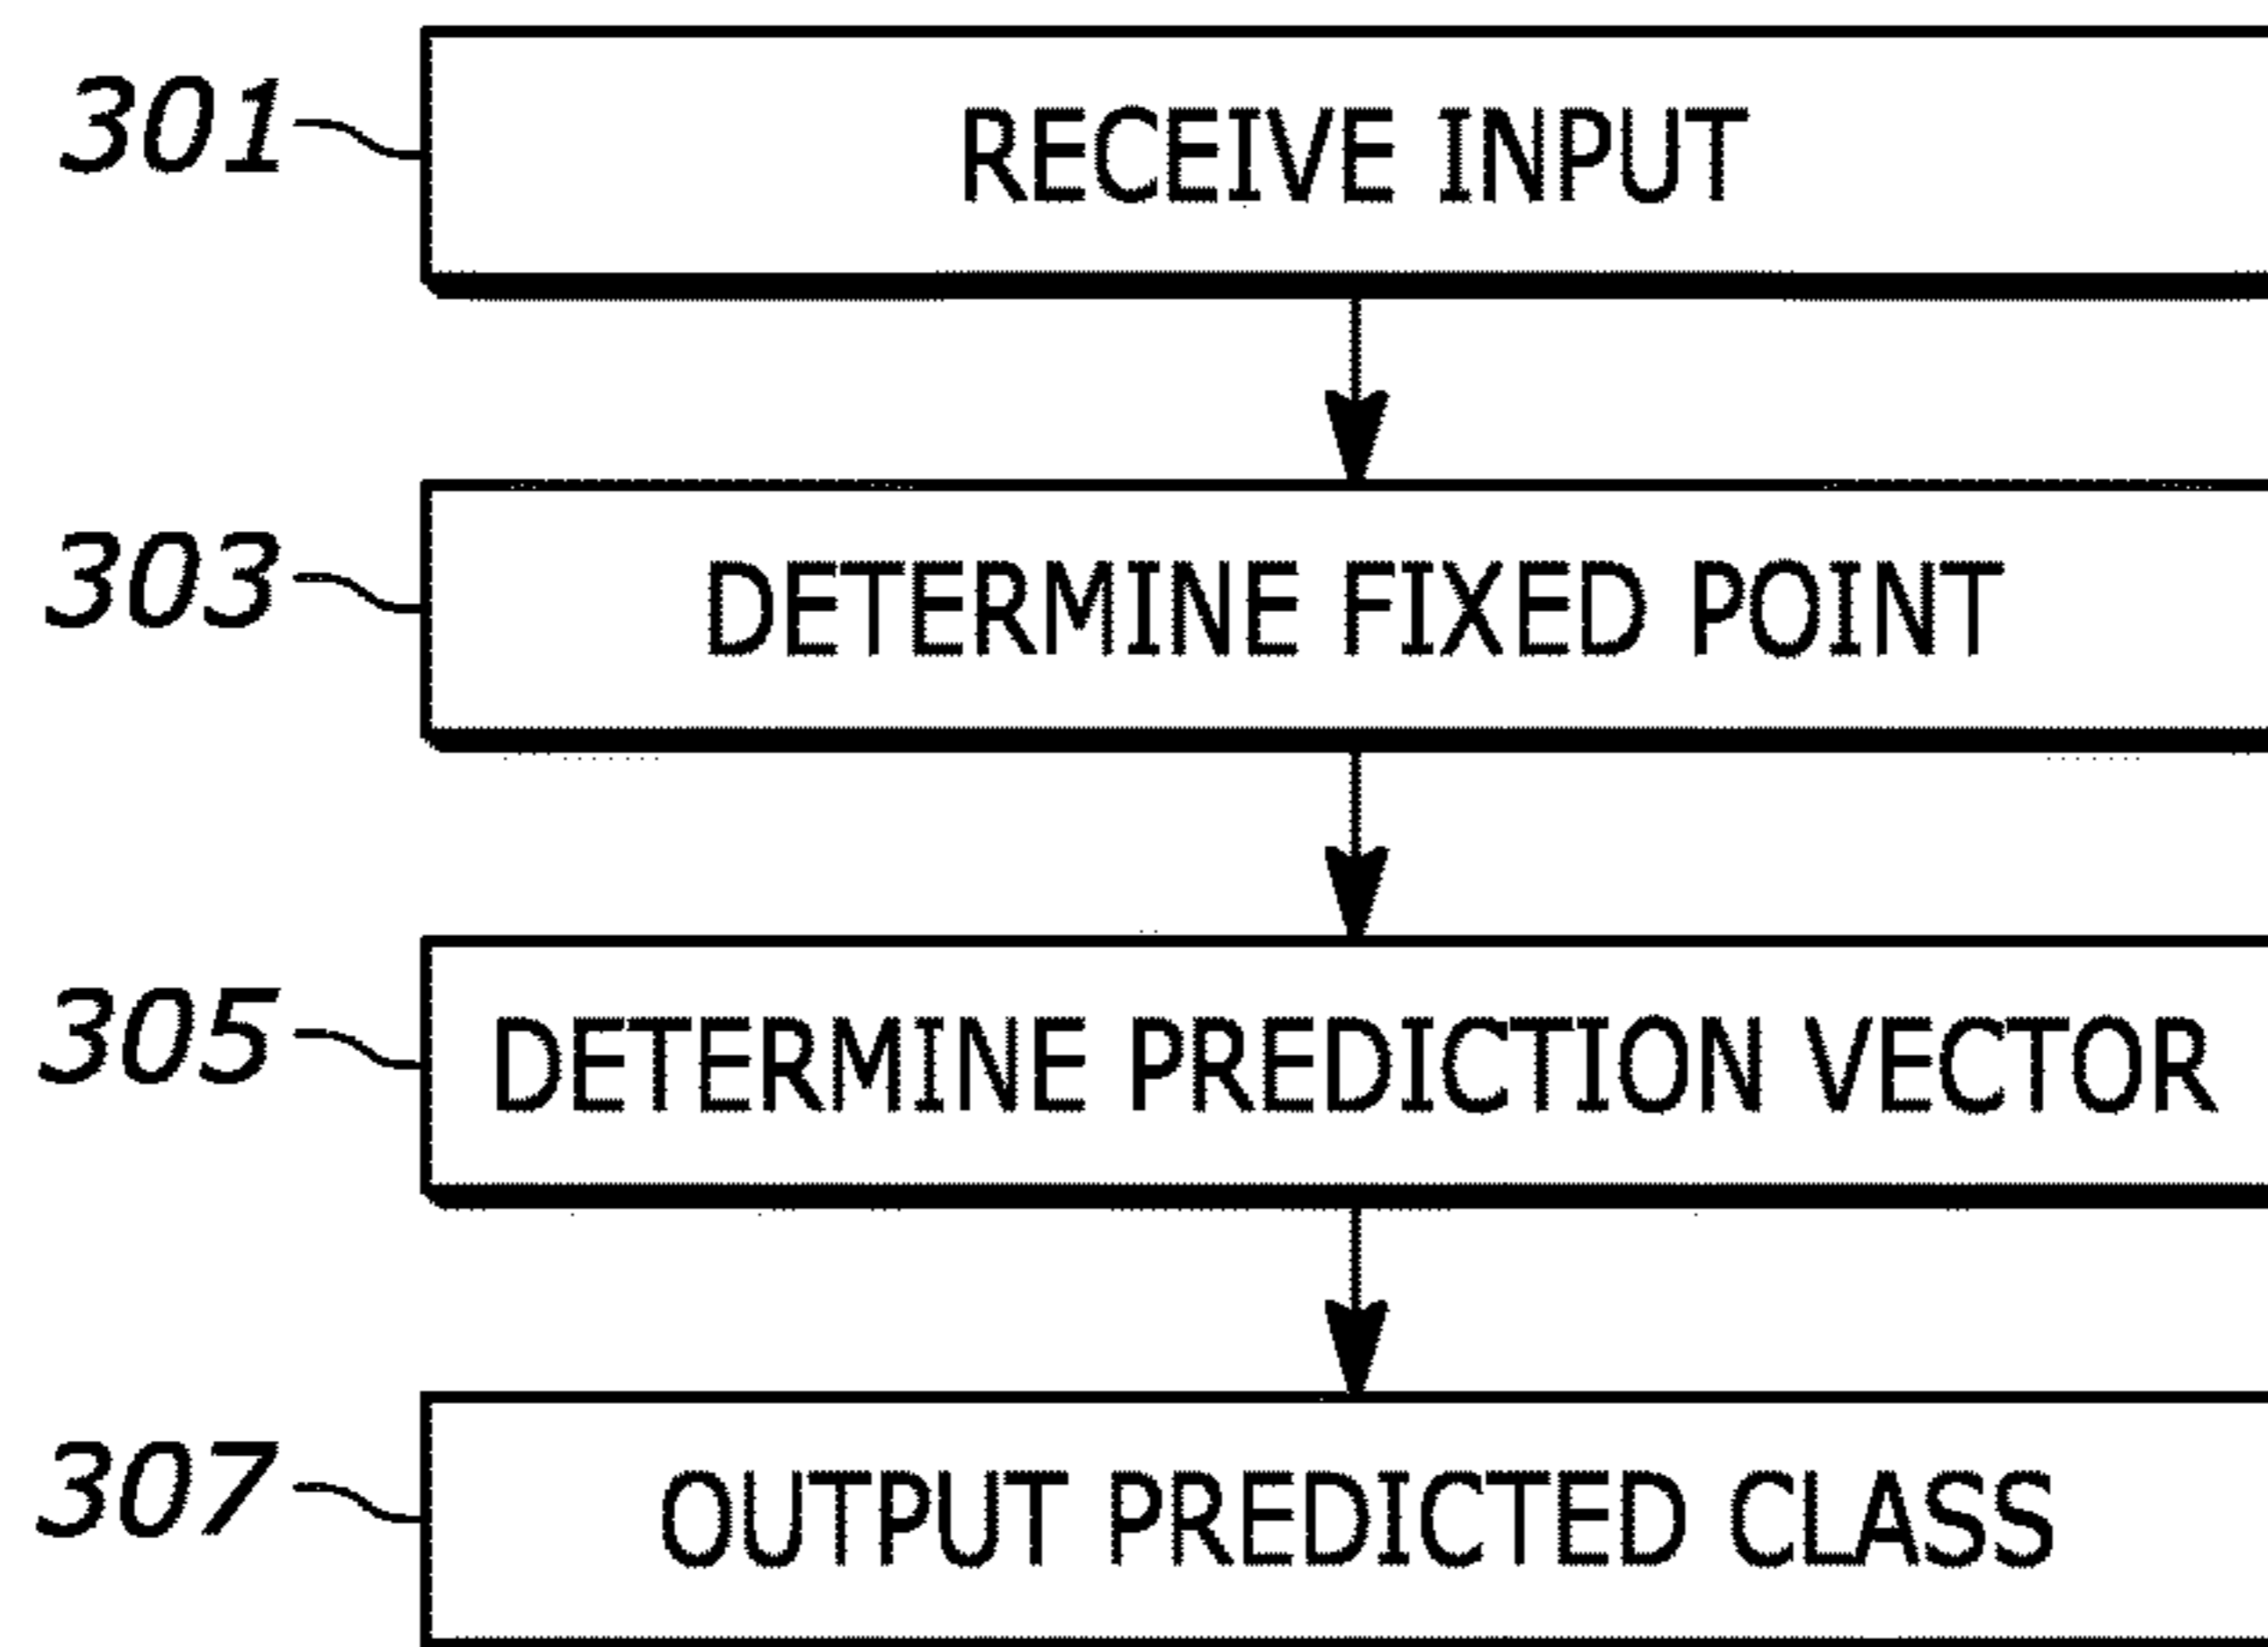 301 RECEIVE INPUT
303 DETERMINE FIXED POINT
305 DETERMINE PREDICTION VECTOR
307 OUTPUT PREDICTED CLASS